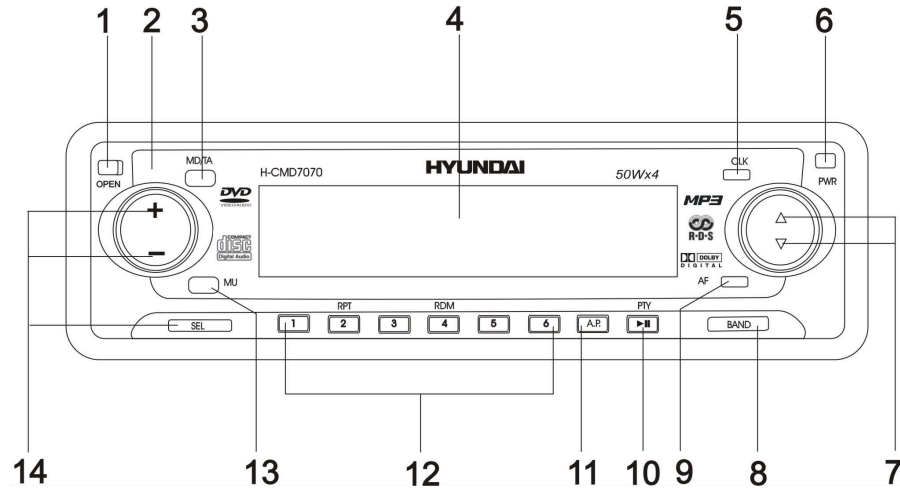 1 2 3 4 5 6
MD/TA
CLK
H-CMD7070 HYUNDAI 50Wx4
OPEN
PWR
DVD
VIDEO/AUDIO
MP3
+
R·D·S
COMPACT
disc
Digital Audio
−
DOLBY
DIGITAL
MU
AF
RPT RDM PTY
SEL 1 2 3 4 5 6 A.P. BAND
14 13 12 11 10 9 8 7